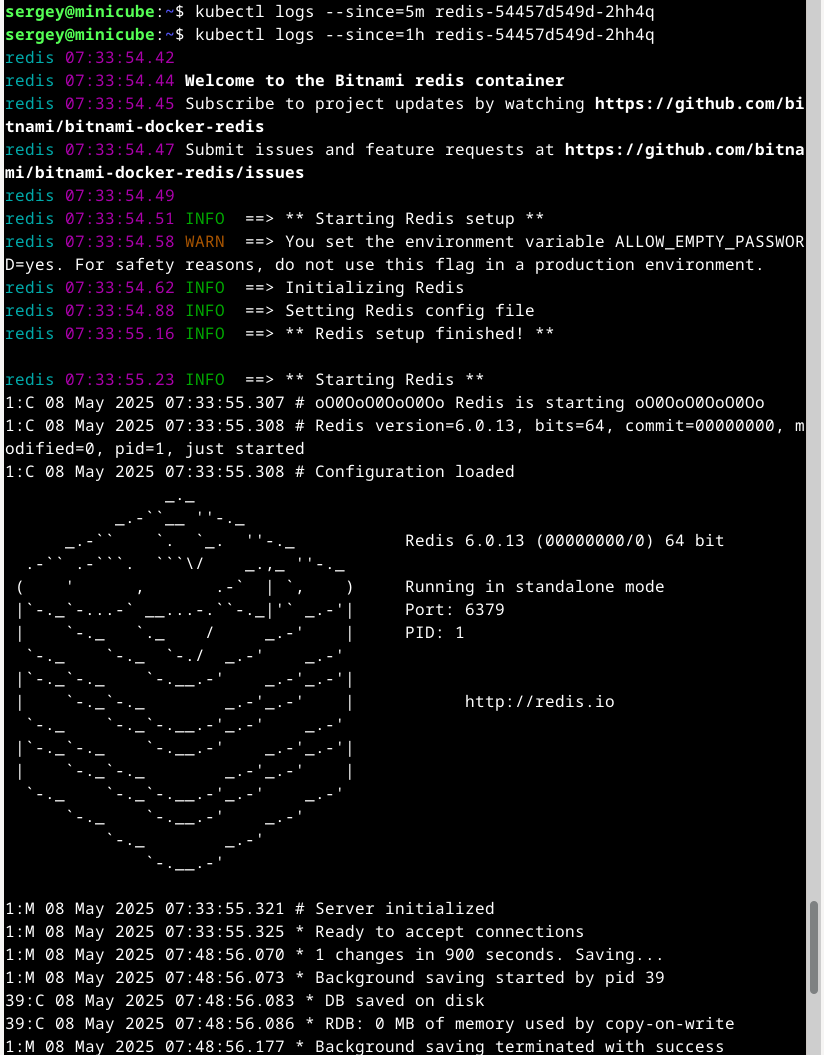 sergey@minicube:~$ kubectl logs --since=5m redis-54457d549d-2hh4q
sergey@minicube:~$ kubectl logs --since=1h redis-54457d549d-2hh4q
redis 07:33:54.42
redis 07:33:54.44 Welcome to the Bitnami redis container
redis 07:33:54.45 Subscribe to project updates by watching https://github.com/bi
tnami/bitnami-docker-redis
redis 07:33:54.47 Submit issues and feature requests at https://github.com/bitna
mi/bitnami-docker-redis/issues
redis 07:33:54.49
redis 07:33:54.51 INFO  ==> ** Starting Redis setup **
redis 07:33:54.58 WARN  ==> You set the environment variable ALLOW_EMPTY_PASSWOR
D=yes. For safety reasons, do not use this flag in a production environment.
redis 07:33:54.62 INFO  ==> Initializing Redis
redis 07:33:54.88 INFO  ==> Setting Redis config file
redis 07:33:55.16 INFO  ==> ** Redis setup finished! **
redis 07:33:55.23 INFO  ==> ** Starting Redis **
1:C 08 May 2025 07:33:55.307 # oO0OoO0OoO0Oo Redis is starting oO0OoO0OoO0Oo
1:C 08 May 2025 07:33:55.308 # Redis version=6.0.13, bits=64, commit=00000000, m
odified=0, pid=1, just started
1:C 08 May 2025 07:33:55.308 # Configuration loaded
Redis 6.0.13 (00000000/0) 64 bit
Running in standalone mode
Port: 6379
PID: 1
http://redis.io
1:M 08 May 2025 07:33:55.321 # Server initialized
1:M 08 May 2025 07:33:55.325 * Ready to accept connections
1:M 08 May 2025 07:48:56.070 * 1 changes in 900 seconds. Saving...
1:M 08 May 2025 07:48:56.073 * Background saving started by pid 39
39:C 08 May 2025 07:48:56.083 * DB saved on disk
39:C 08 May 2025 07:48:56.086 * RDB: 0 MB of memory used by copy-on-write
1:M 08 May 2025 07:48:56.177 * Background saving terminated with success